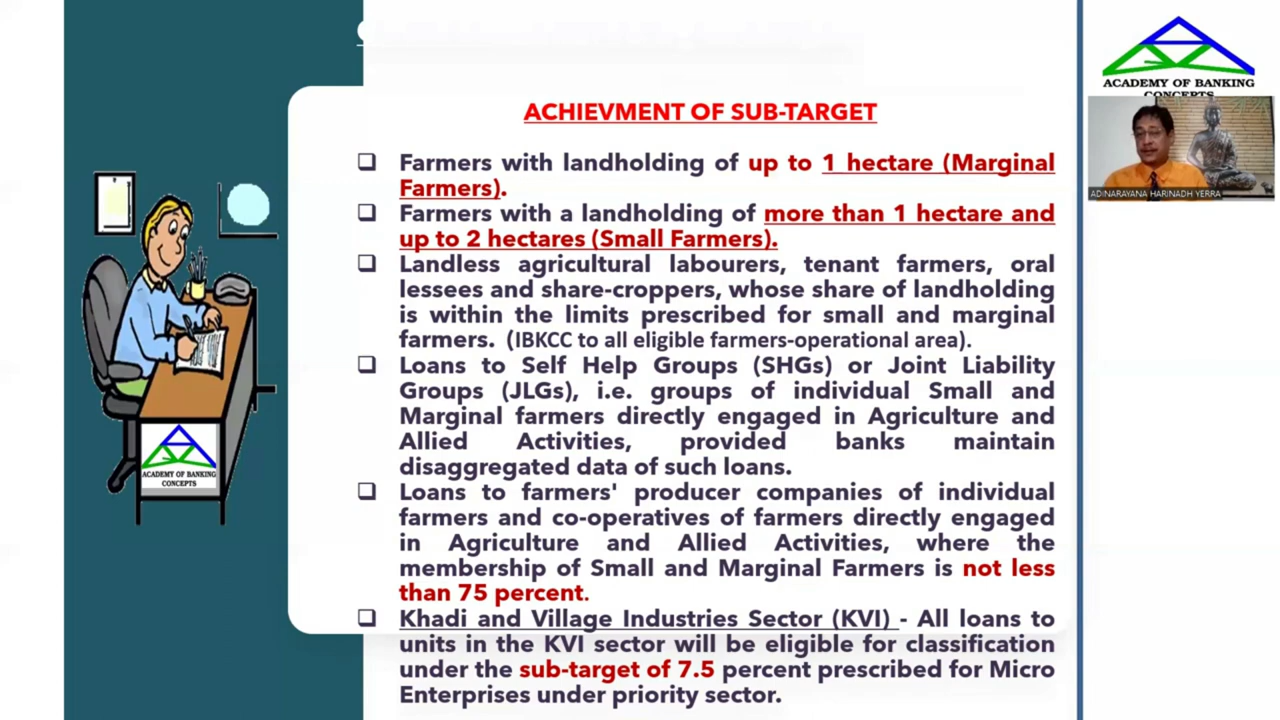 ACHIEVMENT OF SUB-TARGET
❑ Farmers with landholding of up to 1 hectare (Marginal
Farmers).
❑ Farmers with a landholding of more than 1 hectare and
up to 2 hectares (Small Farmers).
❑ Landless agricultural labourers, tenant farmers, oral
lessees and share-croppers, whose share of landholding
is within the limits prescribed for small and marginal
farmers. (IBKCC to all eligible farmers-operational area).
❑ Loans to Self Help Groups (SHGs) or Joint Liability
Groups (JLGs), i.e. groups of individual Small and
Marginal farmers directly engaged in Agriculture and
Allied Activities, provided banks maintain
disaggregated data of such loans.
❑ Loans to farmers' producer companies of individual
farmers and co-operatives of farmers directly engaged
in Agriculture and Allied Activities, where the
membership of Small and Marginal Farmers is not less
than 75 percent.
❑ Khadi and Village Industries Sector (KVI) - All loans to
units in the KVI sector will be eligible for classification
under the sub-target of 7.5 percent prescribed for Micro
Enterprises under priority sector.
ACADEMY OF BANKING
CONCEPTS
ACADEMY OF BANKING
CONCEPTS
ADINARAYANA HARINADH YERRA